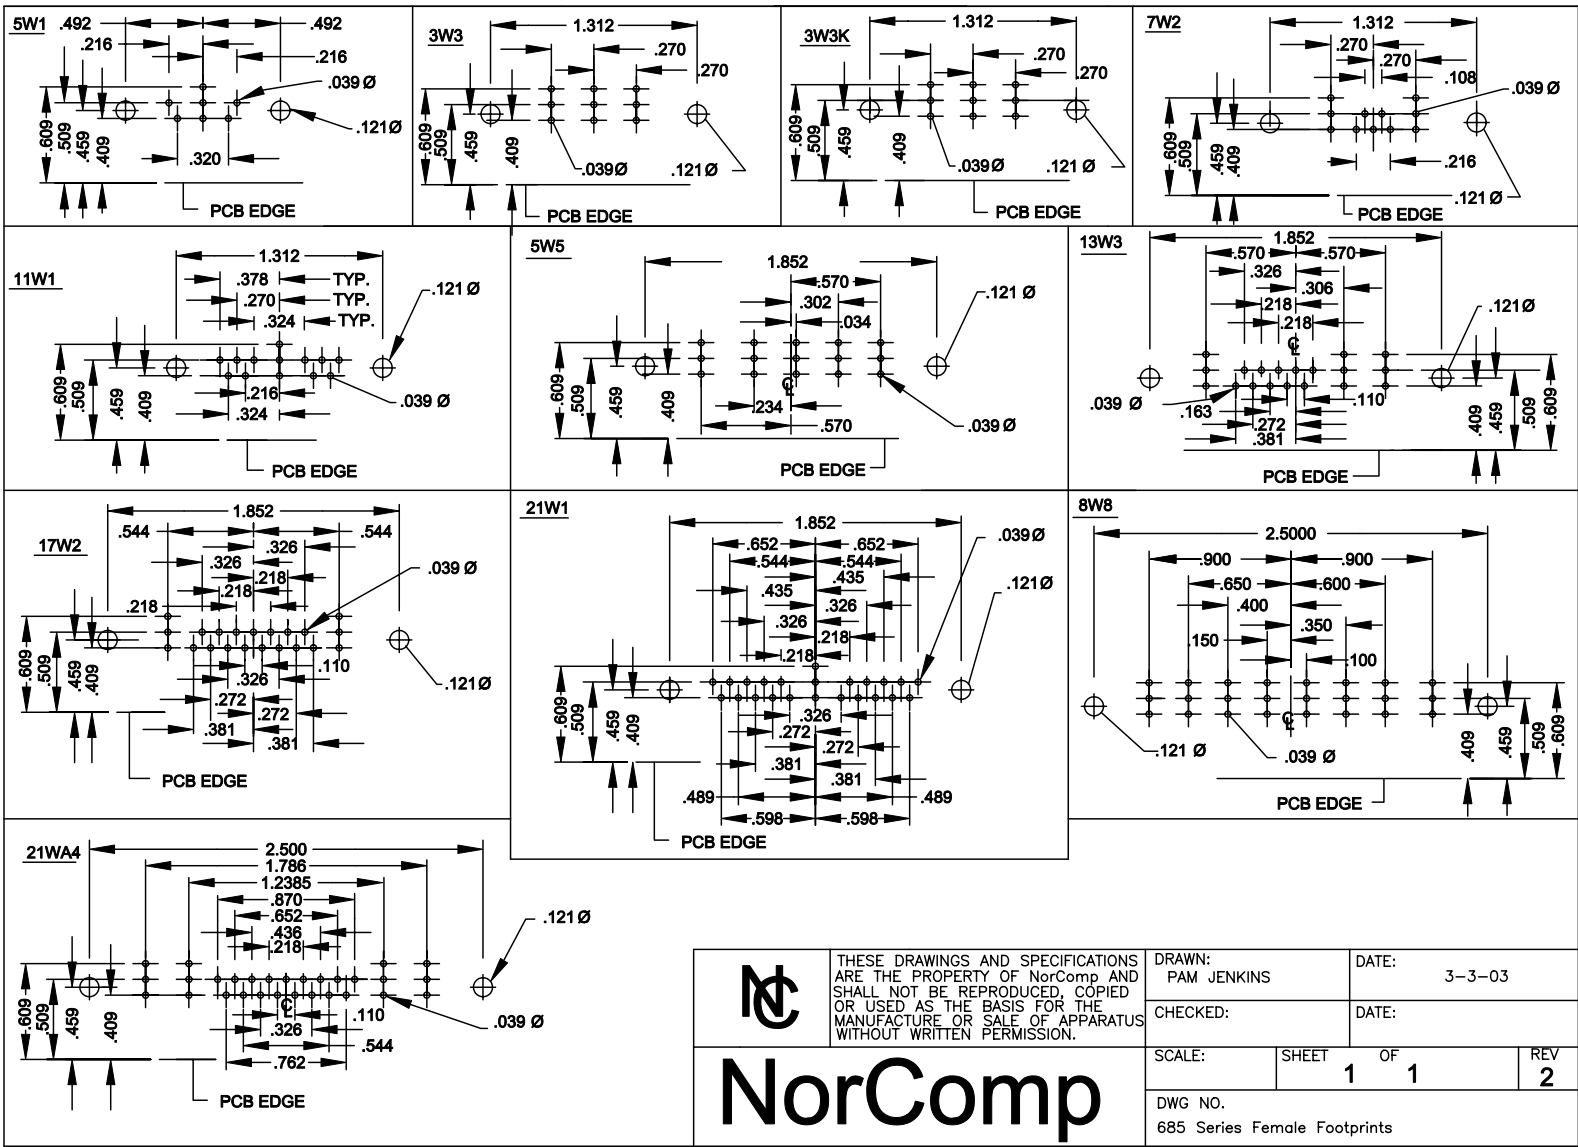 5W1
.492
.492
.216
.216
.039 Ø
.121 Ø
.609
.509
.459
.409
.320
PCB EDGE
3W3
1.312
.270
.270
.609
.509
.459
.409
.039 Ø
.121 Ø
PCB EDGE
3W3K
1.312
.270
.270
.609
.509
.459
.409
.039 Ø
.121 Ø
PCB EDGE
7W2
1.312
.270
.270
.108
.039 Ø
.609
.509
.459
.409
.216
.121 Ø
PCB EDGE
11W1
1.312
.378 TYP.
.270 TYP.
.324 TYP.
.121 Ø
.609
.509
.459
.409
.216
.324
.039 Ø
PCB EDGE
5W5
1.852
.570
.302
.034
.121 Ø
.609
.509
.459
.409
CL
.234
.570
.039 Ø
PCB EDGE
13W3
1.852
.570
.570
.326
.306
.218
.218
CL
.121 Ø
.039 Ø
.163
.110
.272
.381
.409
.459
.509
.609
PCB EDGE
17W2
1.852
.544
.544
.326
.326
.218
.218
.218
.039 Ø
.609
.509
.459
.409
.110
.326
.272
.272
.381
.381
.121 Ø
PCB EDGE
21W1
1.852
.652
.652
.544
.544
.435
.435
.326
.326
.218
.218
.039 Ø
.121 Ø
.609
.509
.459
.409
.326
.272
.272
.381
.381
.489
.489
.598
.598
PCB EDGE
8W8
2.5000
.900
.900
.650
.600
.400
.350
.150
.100
CL
.121 Ø
.039 Ø
.409
.459
.509
.609
PCB EDGE
21WA4
2.500
1.786
1.2385
.870
.652
.436
.218
.121 Ø
.609
.509
.459
.409
CL
.110
.326
.544
.762
.039 Ø
PCB EDGE
NC
THESE DRAWINGS AND SPECIFICATIONS
ARE THE PROPERTY OF NorComp AND
SHALL NOT BE REPRODUCED, COPIED
OR USED AS THE BASIS FOR THE
MANUFACTURE OR SALE OF APPARATUS
WITHOUT WRITTEN PERMISSION.
NorComp
DRAWN:
PAM JENKINS
DATE:
3-3-03
CHECKED:
DATE:
SCALE:
SHEET 1 OF 1
REV
2
DWG NO.
685 Series Female Footprints